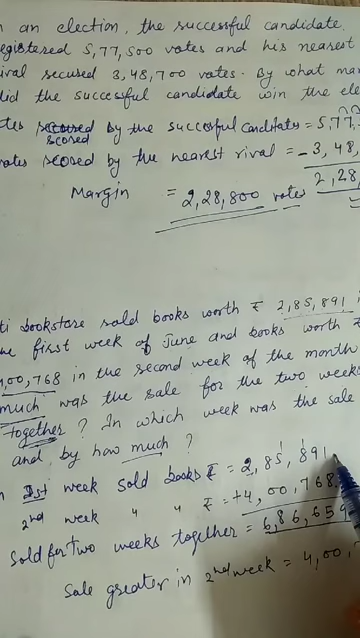 an election, the successful candidate
registered 5,77,500 votes and his nearest
rival secured 3,48,700 votes. By what mar
did the successful candidate win the ele
scored by the succesful Canditates = 5,77,
scored by the nearest rival = - 3,48,
Margin = 2,28,800 votes 2,28
bookstore sold books worth ₹ 2,85,891
first week of June and books worth ₹
4,00,768 in the second week of the month
much was the sale for the two weeks
together? In which week was the sale
and by how much?
1st week sold books ₹ = 2,85,891
2nd week " " ₹ = +4,00,768
Sold for two weeks together = 6,86,659
Sale greater in 2nd week = 4,00,7